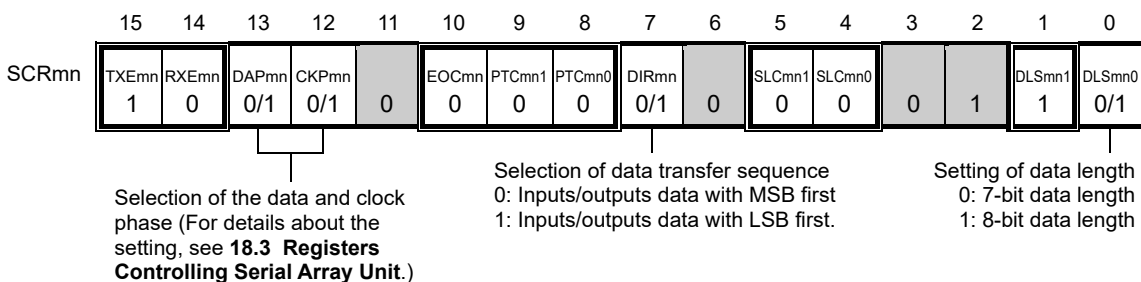 15 14 13 12 11 10 9 8 7 6 5 4 3 2 1 0
SCRmn
TXEmn RXEmn DAPmn CKPmn EOCmn PTCmn1 PTCmn0 DIRmn SLCmn1 SLCmn0 DLSmn1 DLSmn0
1 0 0/1 0/1 0 0 0 0 0/1 0 0 0 0 1 1 0/1
Selection of the data and clock
phase (For details about the
setting, see 18.3 Registers
Controlling Serial Array Unit.)
Selection of data transfer sequence
0: Inputs/outputs data with MSB first
1: Inputs/outputs data with LSB first.
Setting of data length
0: 7-bit data length
1: 8-bit data length